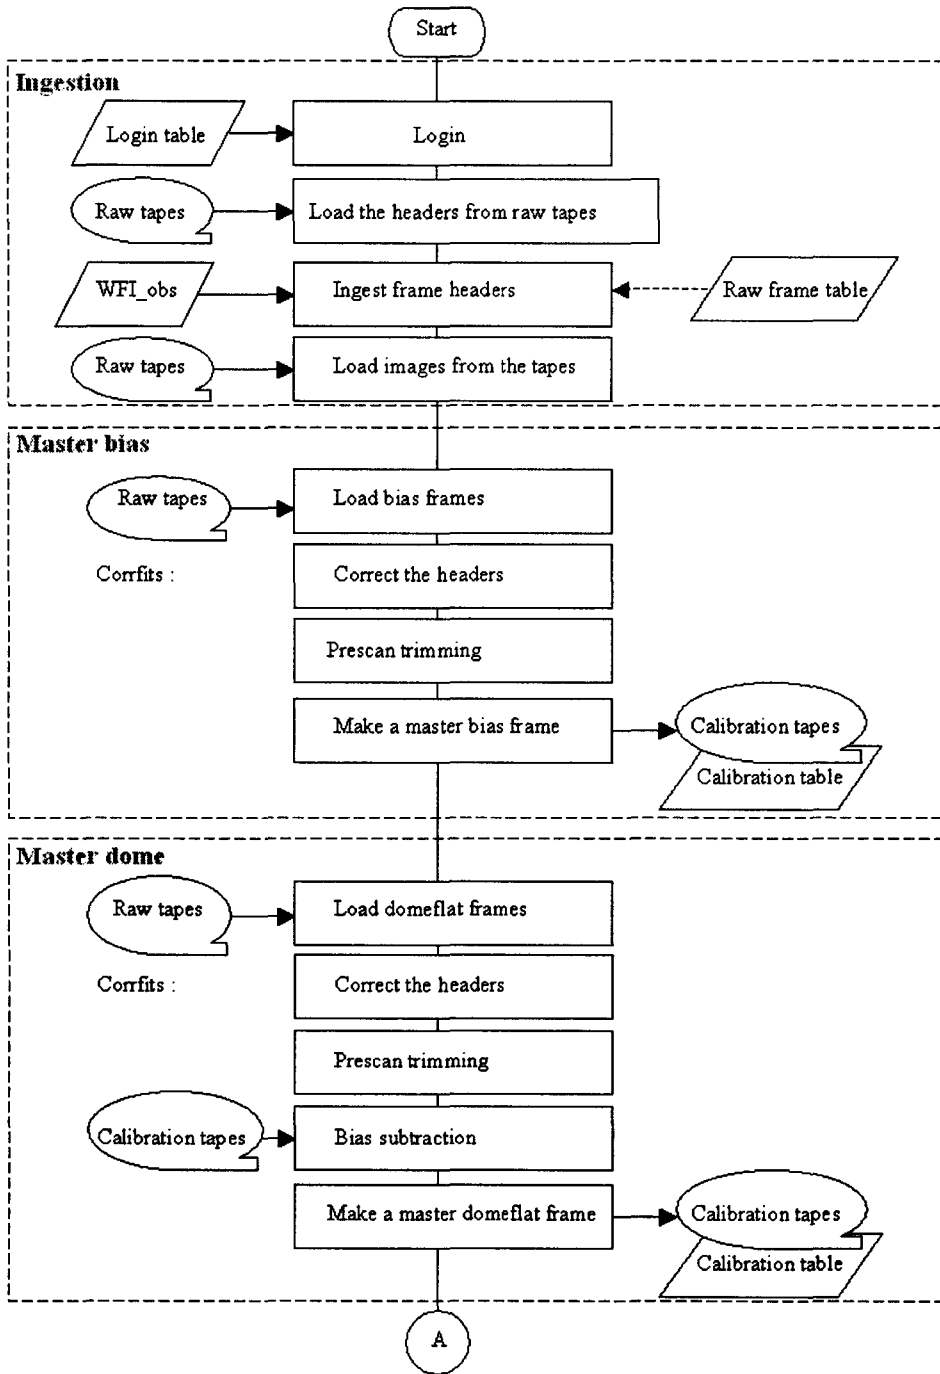 Start
Ingestion
Login table
Login
Raw tapes
Load the headers from raw tapes
WFI_obs
Ingest frame headers
Raw frame table
Raw tapes
Load images from the tapes
Master bias
Raw tapes
Load bias frames
Corrfits :
Correct the headers
Prescan trimming
Make a master bias frame
Calibration tapes
Calibration table
Master dome
Raw tapes
Load domeflat frames
Corrfits :
Correct the headers
Prescan trimming
Calibration tapes
Bias subtraction
Make a master domeflat frame
Calibration tapes
Calibration table
A